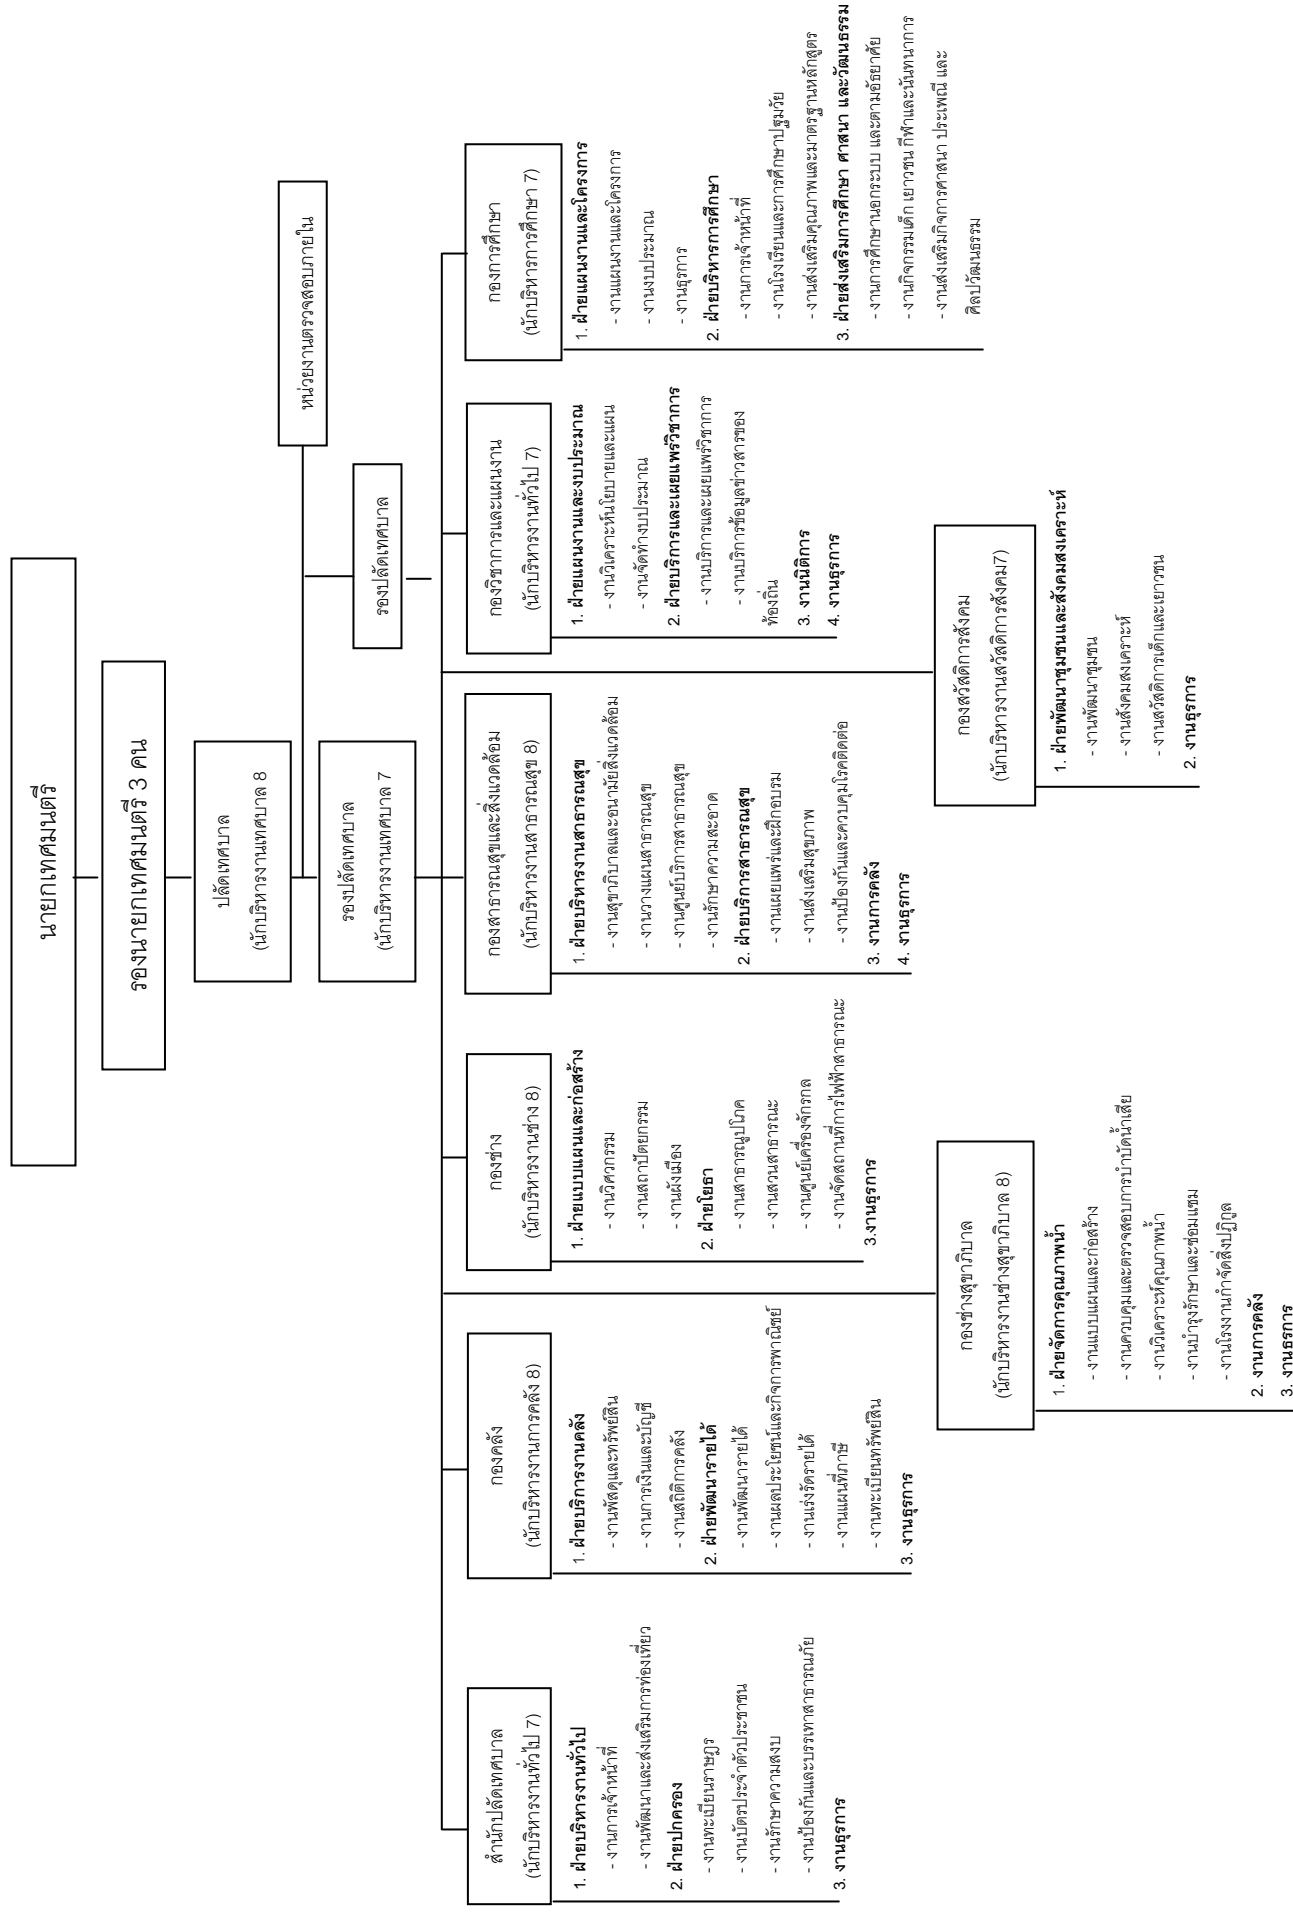 นายกเทศมนตรี
รองนายกเทศมนตรี 3 คน
ปลัดเทศบาล
(นักบริหารงานเทศบาล 8
หน่วยงานตรวจสอบภายใน
รองปลัดเทศบาล
(นักบริหารงานเทศบาล 7
รองปลัดเทศบาล
สำนักปลัดเทศบาล
(นักบริหารงานทั่วไป 7)
1. ฝ่ายบริหารงานทั่วไป
- งานการเจ้าหน้าที่
- งานพัฒนาและส่งเสริมการท่องเที่ยว
2. ฝ่ายปกครอง
- งานทะเบียนราษฎร
- งานบัตรประจำตัวประชาชน
- งานรักษาความสงบ
- งานป้องกันและบรรเทาสาธารณภัย
3. งานธุรการ
กองคลัง
(นักบริหารงานการคลัง 8)
1. ฝ่ายบริการงานคลัง
- งานพัสดุและทรัพย์สิน
- งานการเงินและบัญชี
- งานสถิติการคลัง
2. ฝ่ายพัฒนารายได้
- งานพัฒนารายได้
- งานผลประโยชน์และกิจการพาณิชย์
- งานเร่งรัดรายได้
- งานแผนที่ภาษี
- งานทะเบียนทรัพย์สิน
3. งานธุรการ
กองช่าง
(นักบริหารงานช่าง 8)
1. ฝ่ายแบบแผนและก่อสร้าง
- งานวิศวกรรม
- งานสถาปัตยกรรม
- งานผังเมือง
2. ฝ่ายโยธา
- งานสาธารณูปโภค
- งานสวนสาธารณะ
- งานศูนย์เครื่องจักรกล
- งานจัดสถานที่การไฟฟ้าสาธารณะ
3.งานธุรการ
กองสาธารณสุขและสิ่งแวดล้อม
(นักบริหารงานสาธารณสุข 8)
1. ฝ่ายบริหารงานสาธารณสุข
- งานสุขาภิบาลและอนามัยสิ่งแวดล้อม
- งานวางแผนสาธารณสุข
- งานศูนย์บริการสาธารณสุข
- งานรักษาความสะอาด
2. ฝ่ายบริการสาธารณสุข
- งานเผยแพร่และฝึกอบรม
- งานส่งเสริมสุขภาพ
- งานป้องกันและควบคุมโรคติดต่อ
3. งานการคลัง
4. งานธุรการ
กองวิชาการและแผนงาน
(นักบริหารงานทั่วไป 7)
1. ฝ่ายแผนงานและงบประมาณ
- งานวิเคราะห์นโยบายและแผน
- งานจัดทำงบประมาณ
2. ฝ่ายบริการและเผยแพร่วิชาการ
- งานบริการและเผยแพร่วิชาการ
- งานบริการข้อมูลข่าวสารของ
ท้องถิ่น
3. งานนิติการ
4. งานธุรการ
กองการศึกษา
(นักบริหารการศึกษา 7)
1. ฝ่ายแผนงานและโครงการ
- งานแผนงานและโครงการ
- งานงบประมาณ
- งานธุรการ
2. ฝ่ายบริหารการศึกษา
- งานการเจ้าหน้าที่
- งานโรงเรียนและการศึกษาปฐมวัย
- งานส่งเสริมคุณภาพและมาตรฐานหลักสูตร
3. ฝ่ายส่งเสริมการศึกษา ศาสนา และวัฒนธรรม
- งานการศึกษานอกระบบ และตามอัธยาศัย
- งานกิจกรรมเด็ก เยาวชน กีฬาและนันทนาการ
- งานส่งเสริมกิจการศาสนา ประเพณี และ
ศิลปวัฒนธรรม
กองช่างสุขาภิบาล
(นักบริหารงานช่างสุขาภิบาล 8)
1. ฝ่ายจัดการคุณภาพน้ำ
- งานแบบแผนและก่อสร้าง
- งานควบคุมและตรวจสอบการบำบัดน้ำเสีย
- งานวิเคราะห์คุณภาพน้ำ
- งานบำรุงรักษาและซ่อมแซม
- งานโรงงานกำจัดสิ่งปฏิกูล
2. งานการคลัง
3. งานธุรการ
กองสวัสดิการสังคม
(นักบริหารงานสวัสดิการสังคม7)
1. ฝ่ายพัฒนาชุมชนและสังคมสงเคราะห์
- งานพัฒนาชุมชน
- งานสังคมสงเคราะห์
- งานสวัสดิการเด็กและเยาวชน
2. งานธุรการ